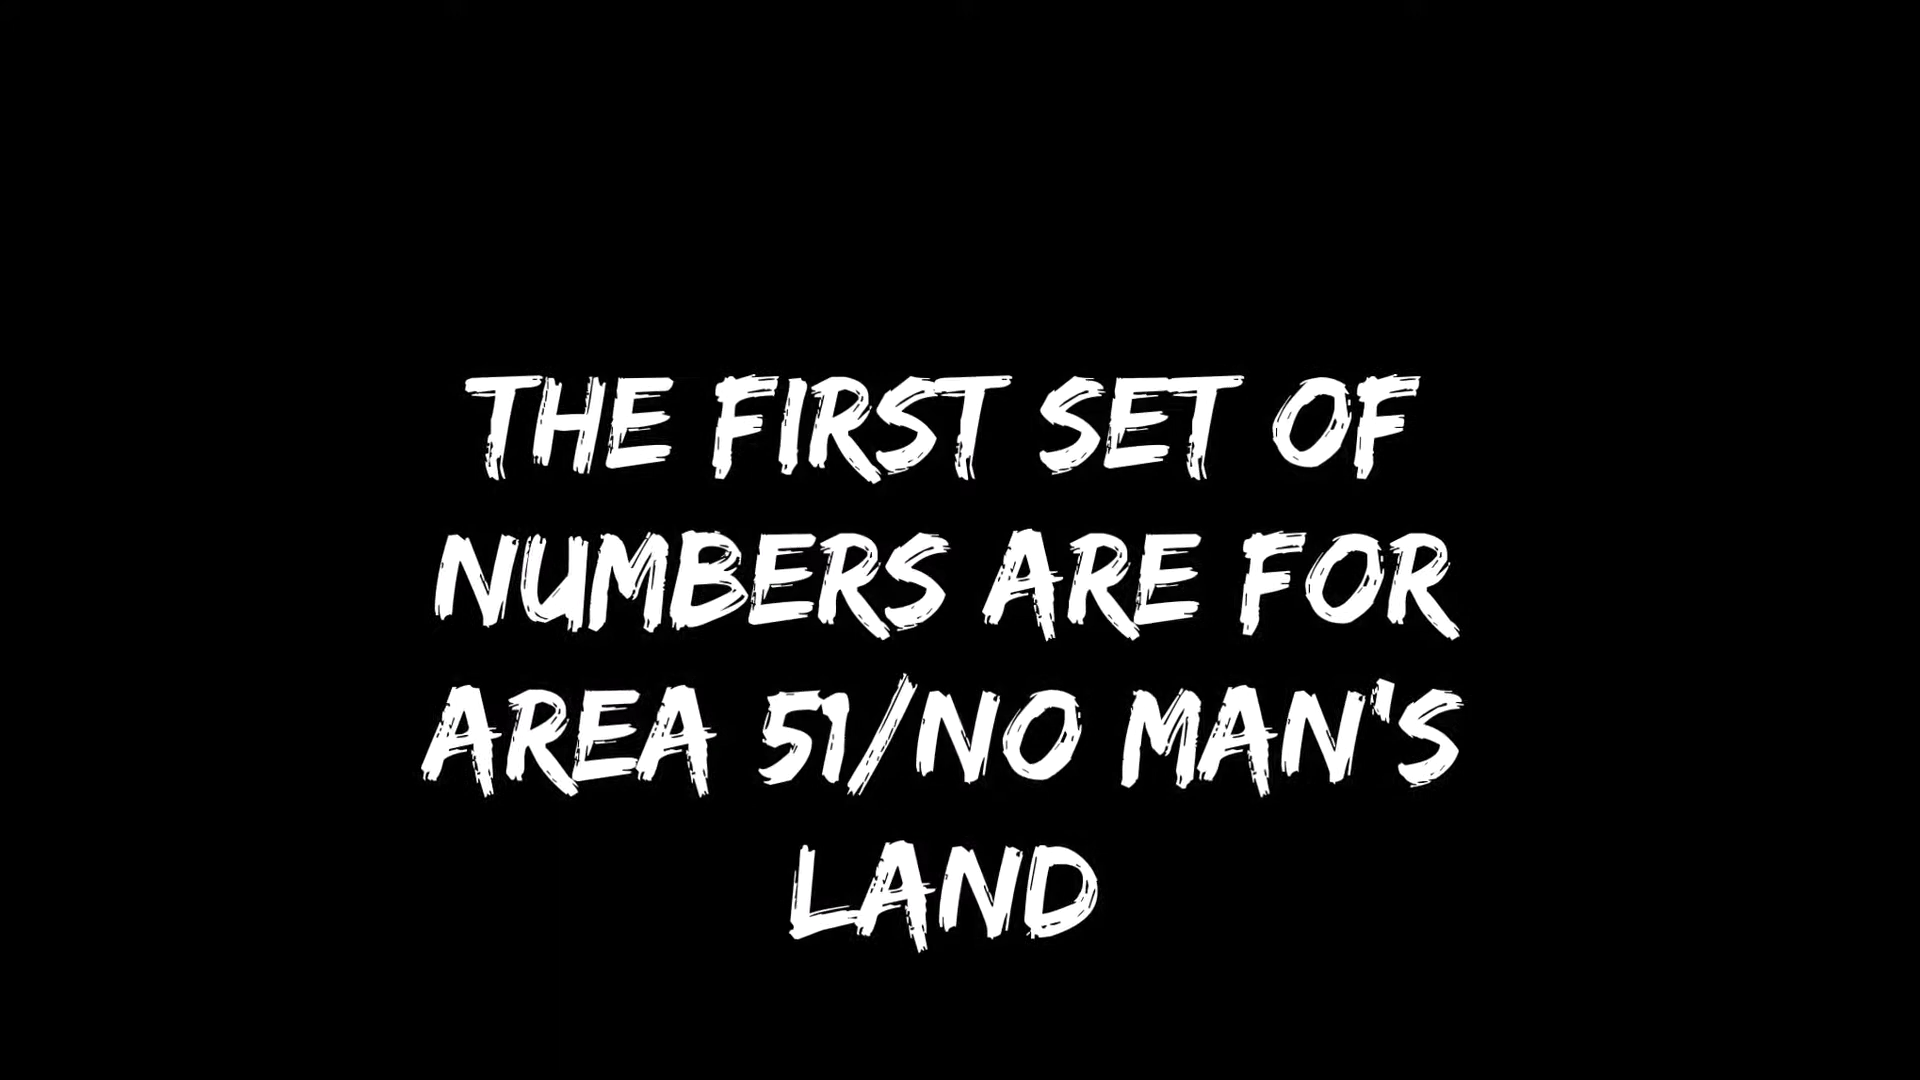 THE FIRST SET OF
NUMBERS ARE FOR
AREA 51/NO MAN'S
LAND